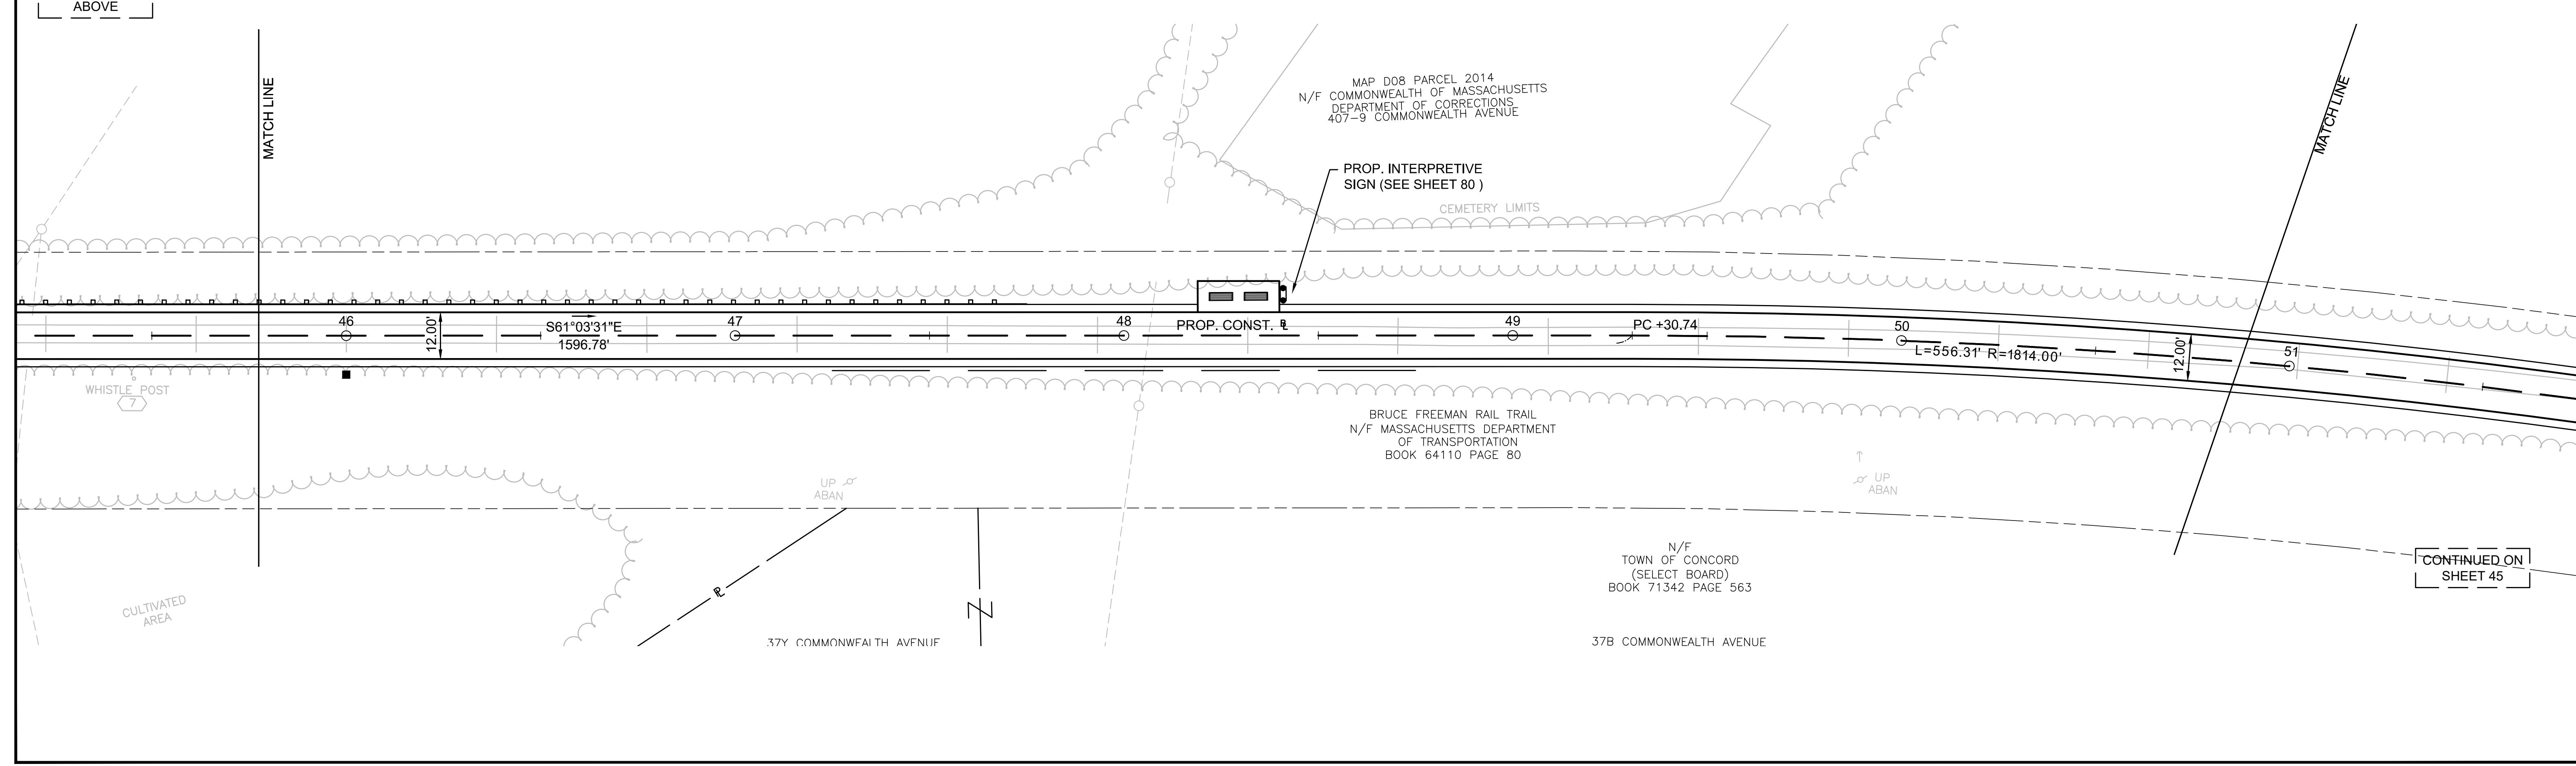 ABOVE
MATCH LINE
MATCH LINE
MAP D08 PARCEL 2014
N/F COMMONWEALTH OF MASSACHUSETTS
DEPARTMENT OF CORRECTIONS
407-9 COMMONWEALTH AVENUE
PROP. INTERPRETIVE
SIGN (SEE SHEET 80 )
CEMETERY LIMITS
46
12.00'
S61°03'31"E
1596.78'
47
48
PROP. CONST. BL
49
PC +30.74
50
L=556.31' R=1814.00'
12.00'
51
WHISTLE POST
7
BRUCE FREEMAN RAIL TRAIL
N/F MASSACHUSETTS DEPARTMENT
OF TRANSPORTATION
BOOK 64110 PAGE 80
UP
ABAN
UP
ABAN
N/F
TOWN OF CONCORD
(SELECT BOARD)
BOOK 71342 PAGE 563
CONTINUED ON
SHEET 45
PL
CULTIVATED
AREA
37Y COMMONWEALTH AVENUE
37B COMMONWEALTH AVENUE